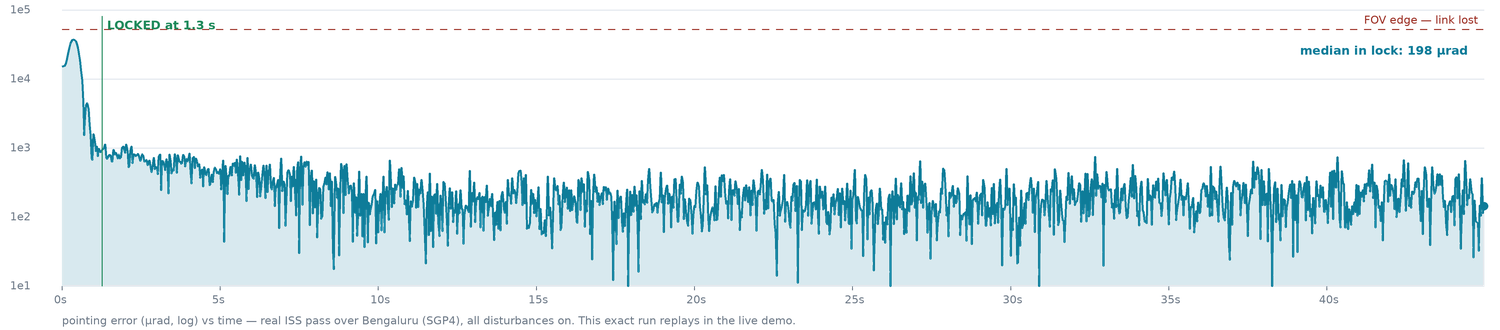 1e5
LOCKED at 1.3 s
FOV edge — link lost
median in lock: 198 μrad
1e4
1e3
1e2
1e1
0s 5s 10s 15s 20s 25s 30s 35s 40s
pointing error (μrad, log) vs time — real ISS pass over Bengaluru (SGP4), all disturbances on. This exact run replays in the live demo.